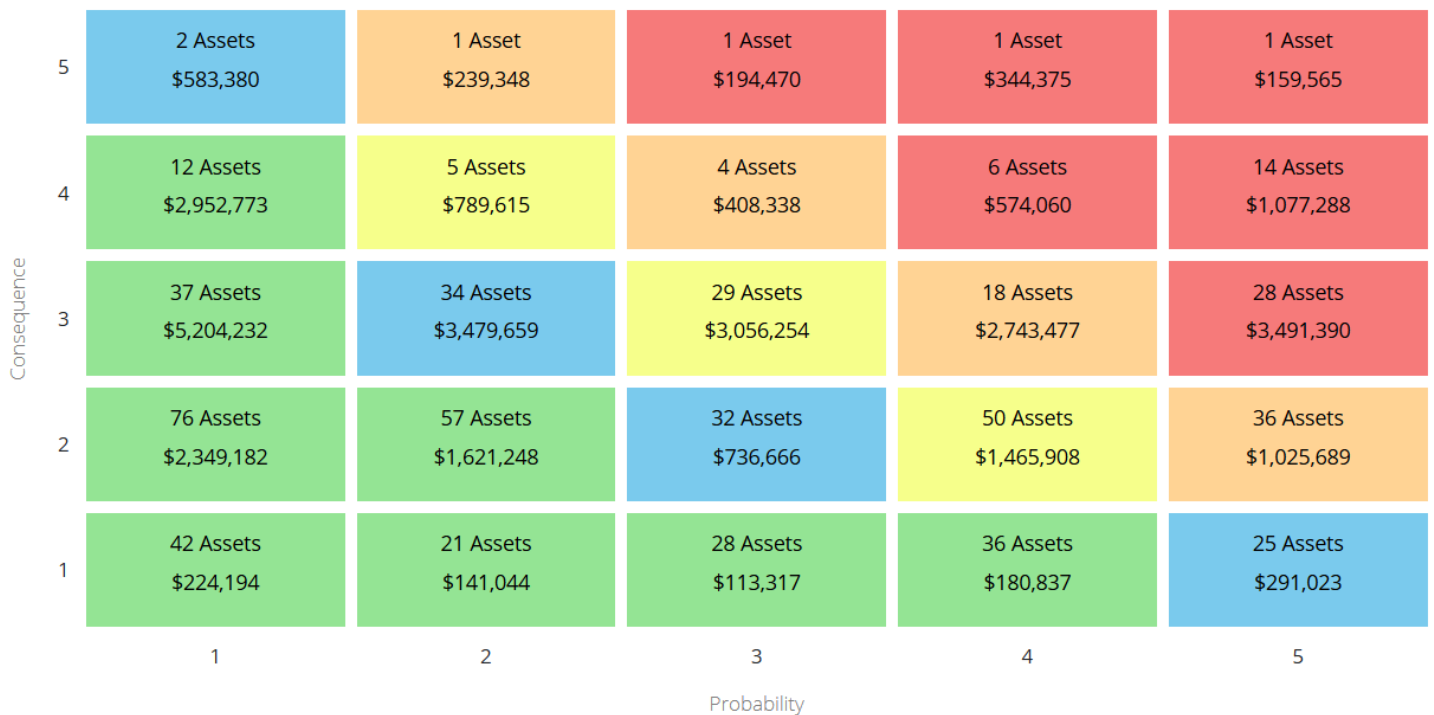 2 Assets
$583,380
1 Asset
$239,348
1 Asset
$194,470
1 Asset
$344,375
1 Asset
$159,565
5
12 Assets
$2,952,773
5 Assets
$789,615
4 Assets
$408,338
6 Assets
$574,060
14 Assets
$1,077,288
4
37 Assets
$5,204,232
34 Assets
$3,479,659
29 Assets
$3,056,254
18 Assets
$2,743,477
28 Assets
$3,491,390
3
Consequence
76 Assets
$2,349,182
57 Assets
$1,621,248
32 Assets
$736,666
50 Assets
$1,465,908
36 Assets
$1,025,689
2
42 Assets
$224,194
21 Assets
$141,044
28 Assets
$113,317
36 Assets
$180,837
25 Assets
$291,023
1
1
2
3
4
5
Probability